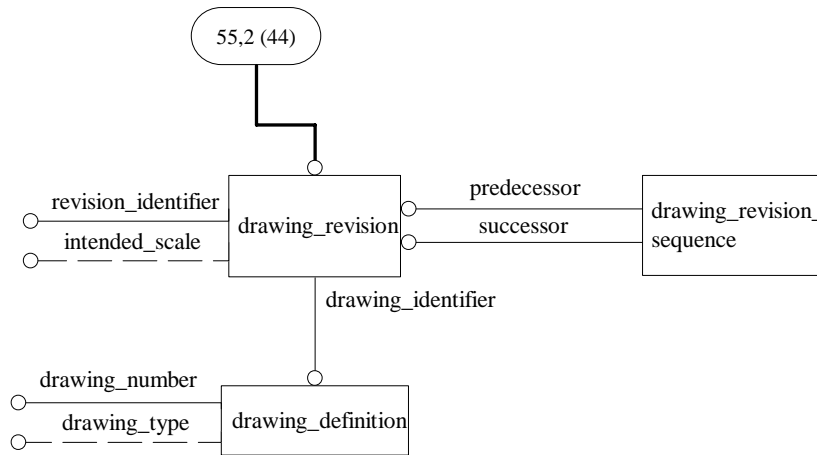 55,2 (44)
revision_identifier
intended_scale
drawing_revision
predecessor
successor
drawing_revision_
sequence
drawing_identifier
drawing_number
drawing_type
drawing_definition